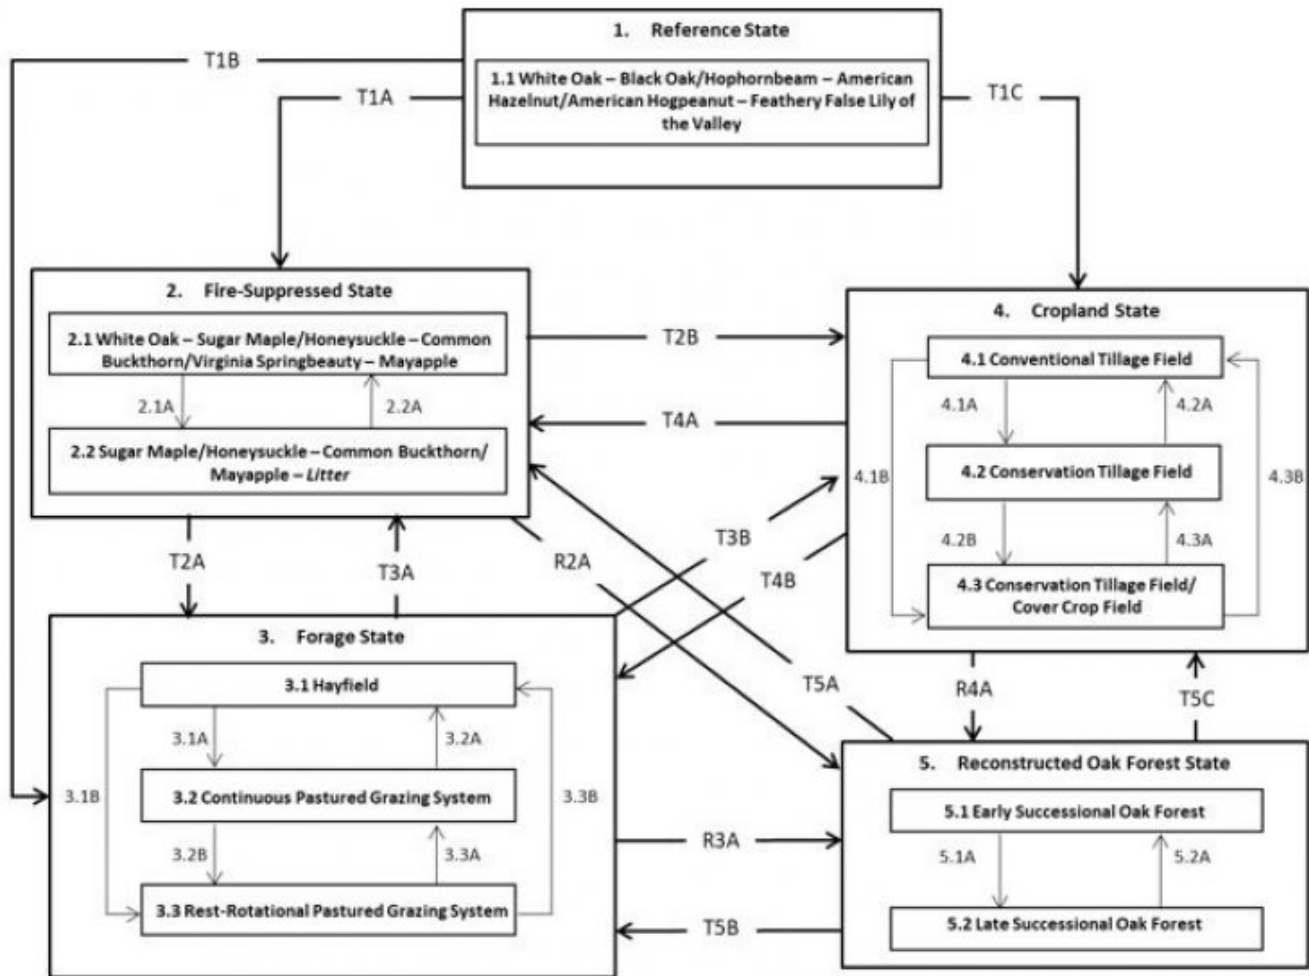 1. Reference State
T1B
1.1 White Oak – Black Oak/Hophornbeam – American
Hazelnut/American Hogpeanut – Feathery False Lily of
the Valley
T1A
T1C
2. Fire-Suppressed State
2.1 White Oak – Sugar Maple/Honeysuckle – Common
Buckthorn/Virginia Springbeauty – Mayapple
2.1A
2.2A
2.2 Sugar Maple/Honeysuckle – Common Buckthorn/
Mayapple – Litter
T2B
T4A
4. Cropland State
4.1 Conventional Tillage Field
4.1A
4.2A
4.2 Conservation Tillage Field
4.1B
4.3B
4.2B
4.3A
4.3 Conservation Tillage Field/
Cover Crop Field
T2A
T3A
R2A
T3B
T4B
T5A
R4A
T5C
3. Forage State
3.1 Hayfield
3.1A
3.2A
3.2 Continuous Pastured Grazing System
3.1B
3.3B
3.2B
3.3A
3.3 Rest-Rotational Pastured Grazing System
R3A
T5B
5. Reconstructed Oak Forest State
5.1 Early Successional Oak Forest
5.1A
5.2A
5.2 Late Successional Oak Forest